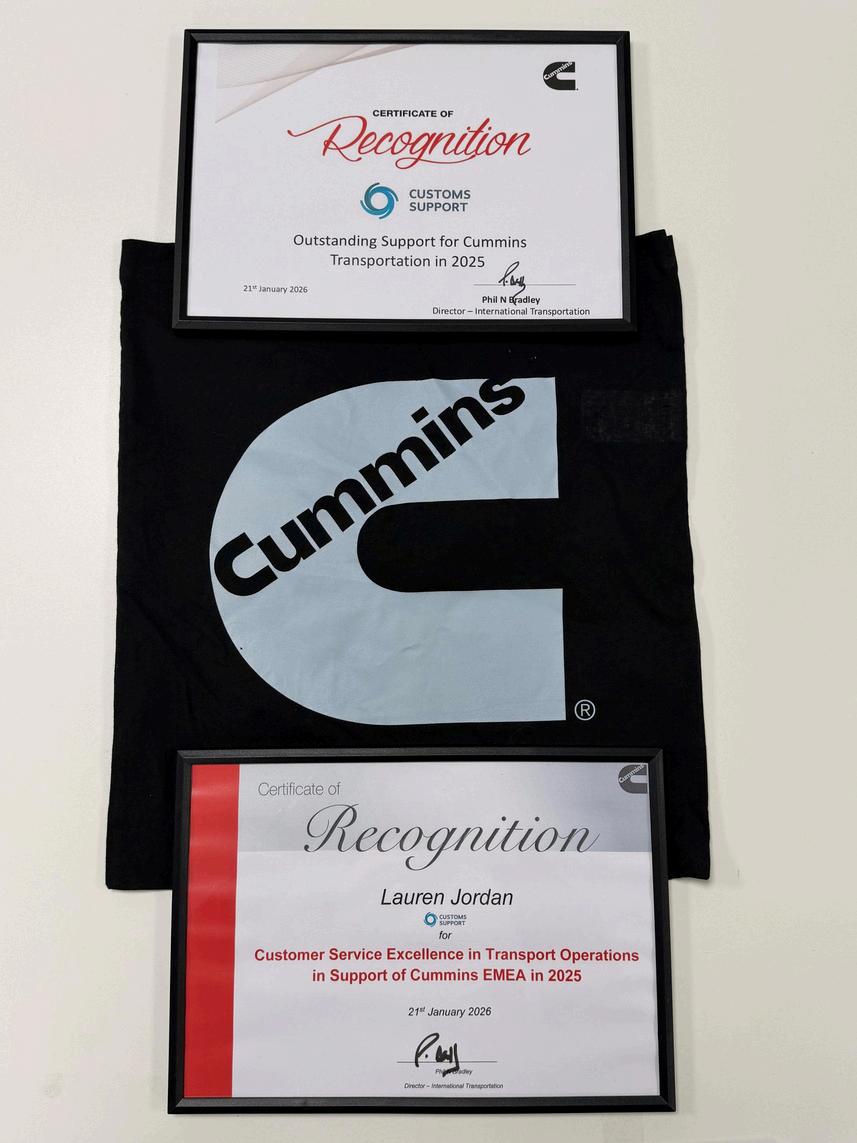 Cummins
CERTIFICATE OF
Recognition
CUSTOMS
SUPPORT
Outstanding Support for Cummins
Transportation in 2025
21st January 2026
Phil N Bradley
Director – International Transportation
Cummins
®
Cummins
Certificate of
Recognition
Lauren Jordan
CUSTOMS
SUPPORT
for
Customer Service Excellence in Transport Operations
in Support of Cummins EMEA in 2025
21st January 2026
Phil N Bradley
Director – International Transportation